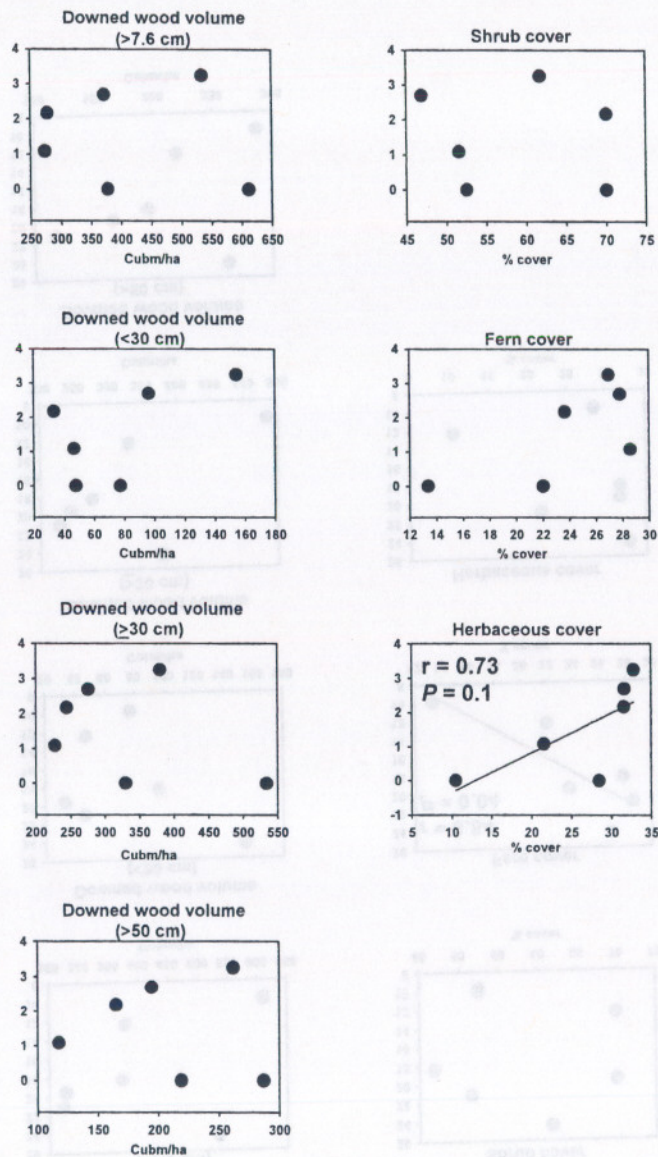 Downed wood volume
(>7.6 cm)
4
3
2
1
0
250 300 350 400 450 500 550 600 650
Cubm/ha
Shrub cover
4
3
2
1
0
45 50 55 60 65 70 75
% cover
Downed wood volume
(<30 cm)
4
3
2
1
0
20 40 60 80 100 120 140 160 180
Cubm/ha
Fern cover
4
3
2
1
0
12 14 16 18 20 22 24 26 28 30
% cover
Downed wood volume
(≥30 cm)
4
3
2
1
0
200 250 300 350 400 450 500 550
Cubm/ha
Herbaceous cover
r = 0.73
P = 0.1
4
3
2
1
0
-1
5 15 25 35
% cover
Downed wood volume
(>50 cm)
4
3
2
1
0
100 150 200 250 300
Cubm/ha